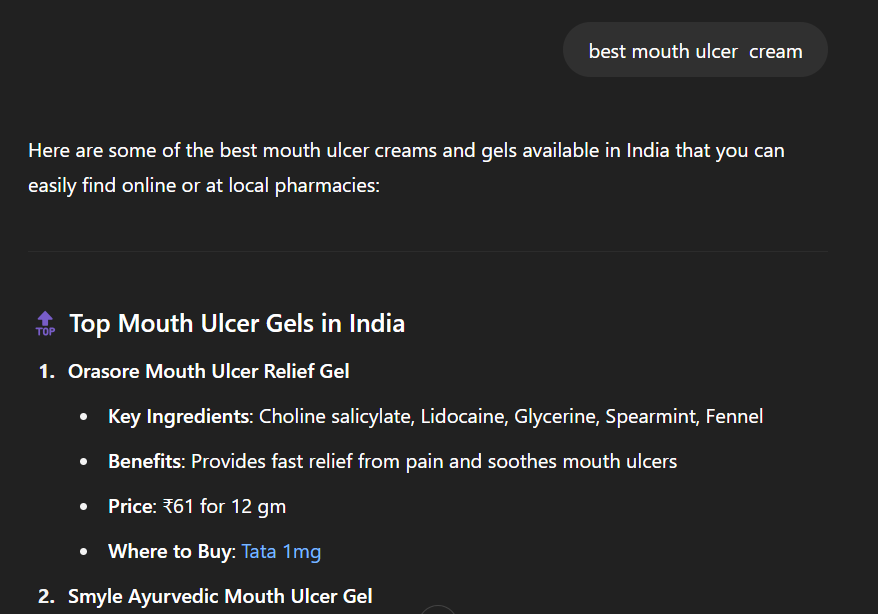 best mouth ulcer  cream
Here are some of the best mouth ulcer creams and gels available in India that you can
easily find online or at local pharmacies:
TOP Top Mouth Ulcer Gels in India
1. Orasore Mouth Ulcer Relief Gel
• Key Ingredients: Choline salicylate, Lidocaine, Glycerine, Spearmint, Fennel
• Benefits: Provides fast relief from pain and soothes mouth ulcers
• Price: ₹61 for 12 gm
• Where to Buy: Tata 1mg
2. Smyle Ayurvedic Mouth Ulcer Gel